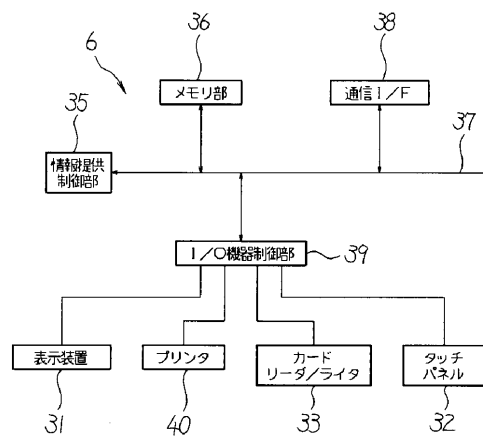 36
38
6
メモリ部
通信I/F
35
37
情報提供
制御部
I/O機器制御部
39
表示装置
プリンタ
カード
リーダ/ライタ
タッチ
パネル
31
40
33
32